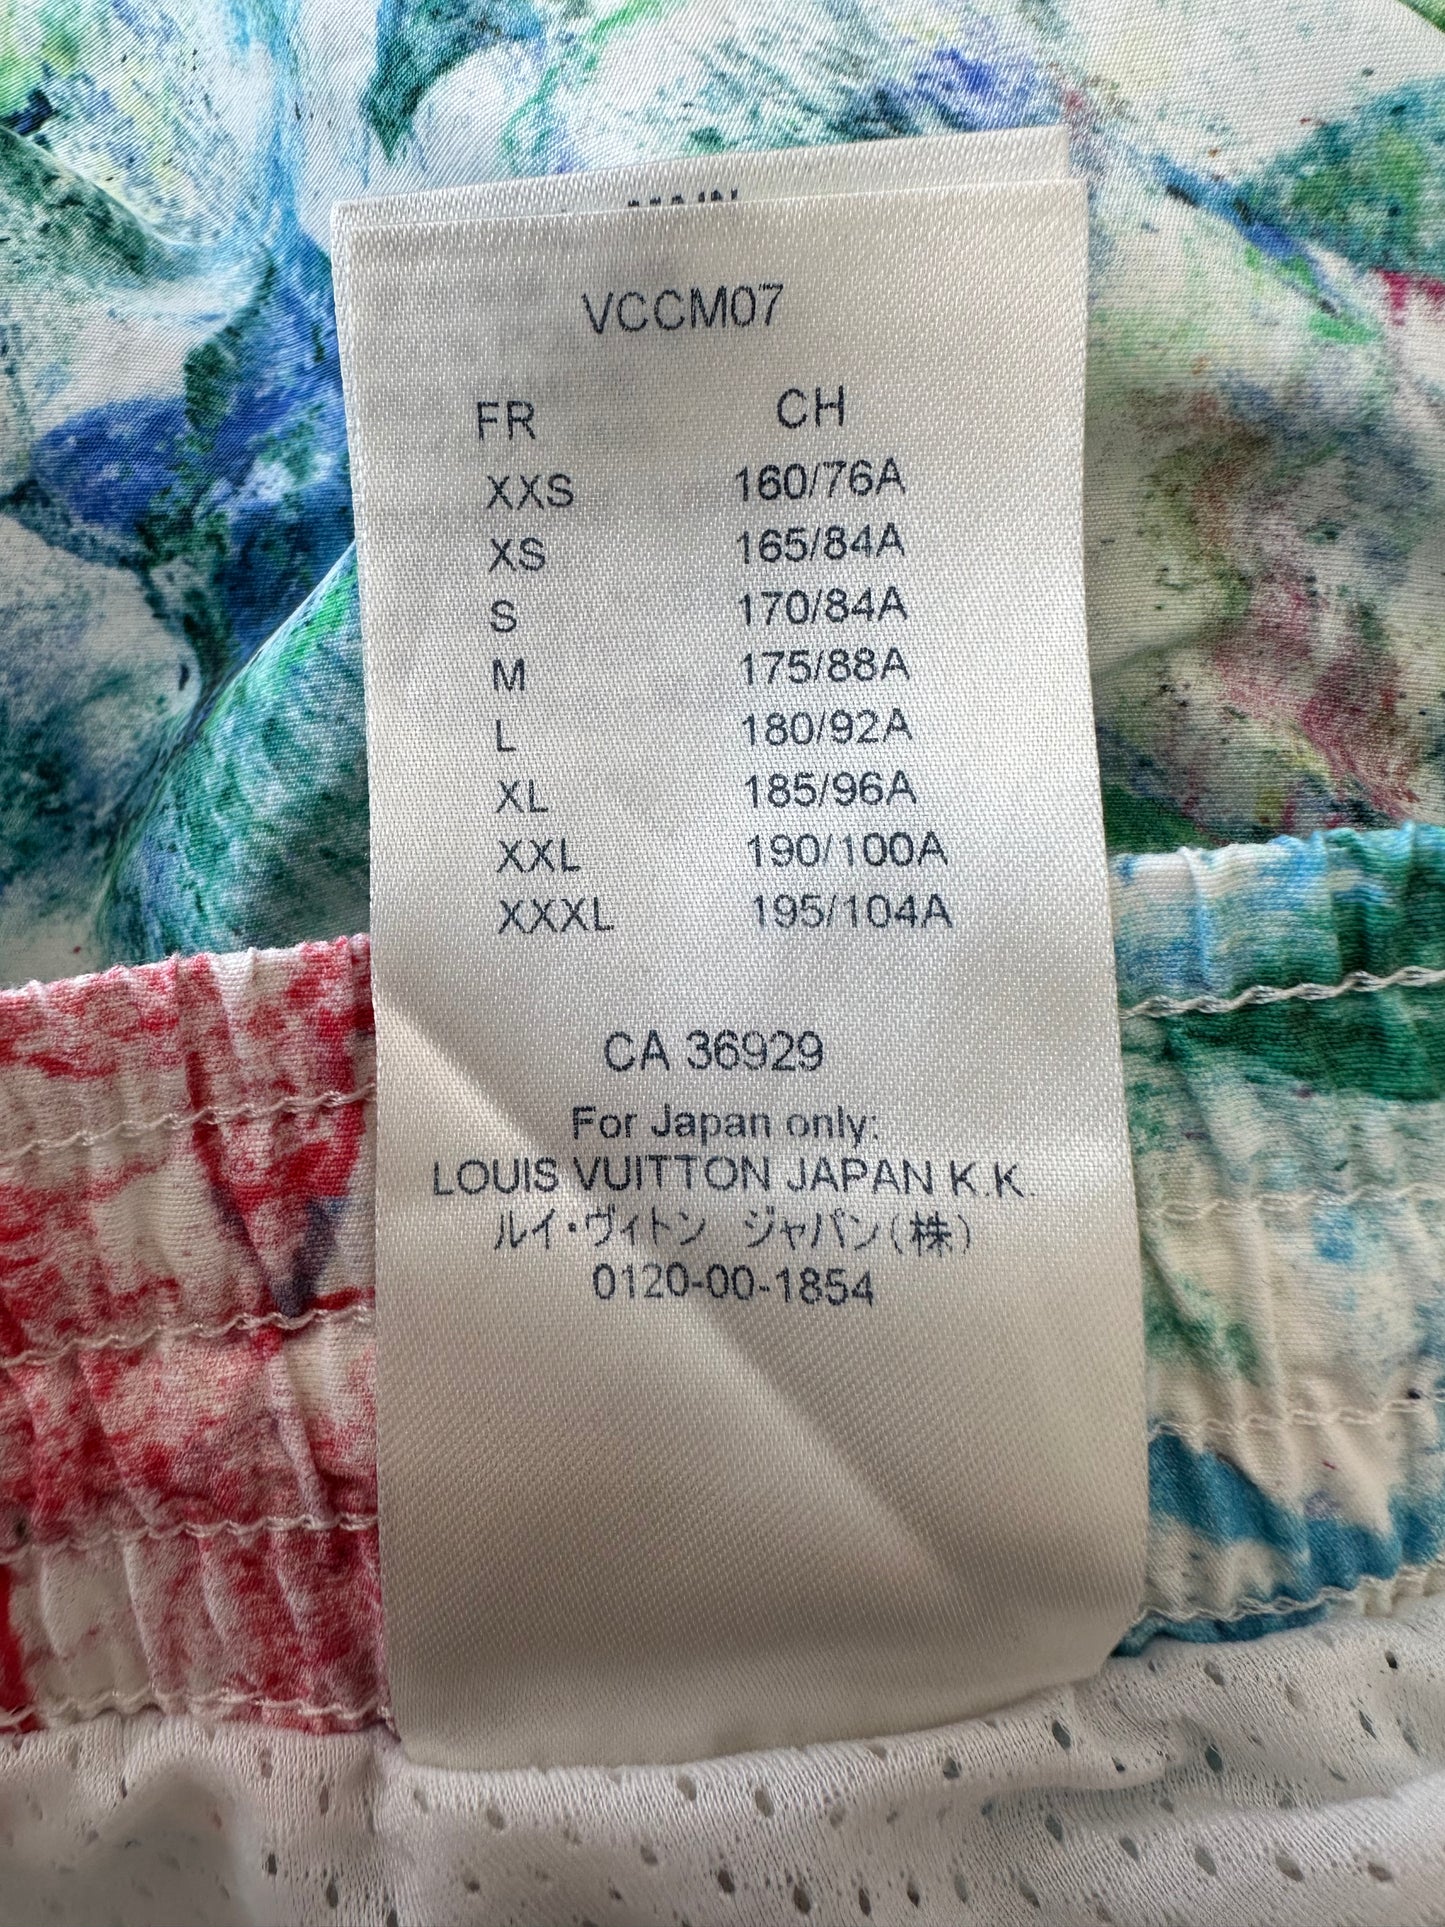 VCCM07
FR CH
XXS 160/76A
XS 165/84A
S 170/84A
M 175/88A
L 180/92A
XL 185/96A
XXL 190/100A
XXXL 195/104A
CA 36929
For Japan only:
LOUIS VUITTON JAPAN K.K.
ルイ・ヴィトン　ジャパン(株)
0120-00-1854